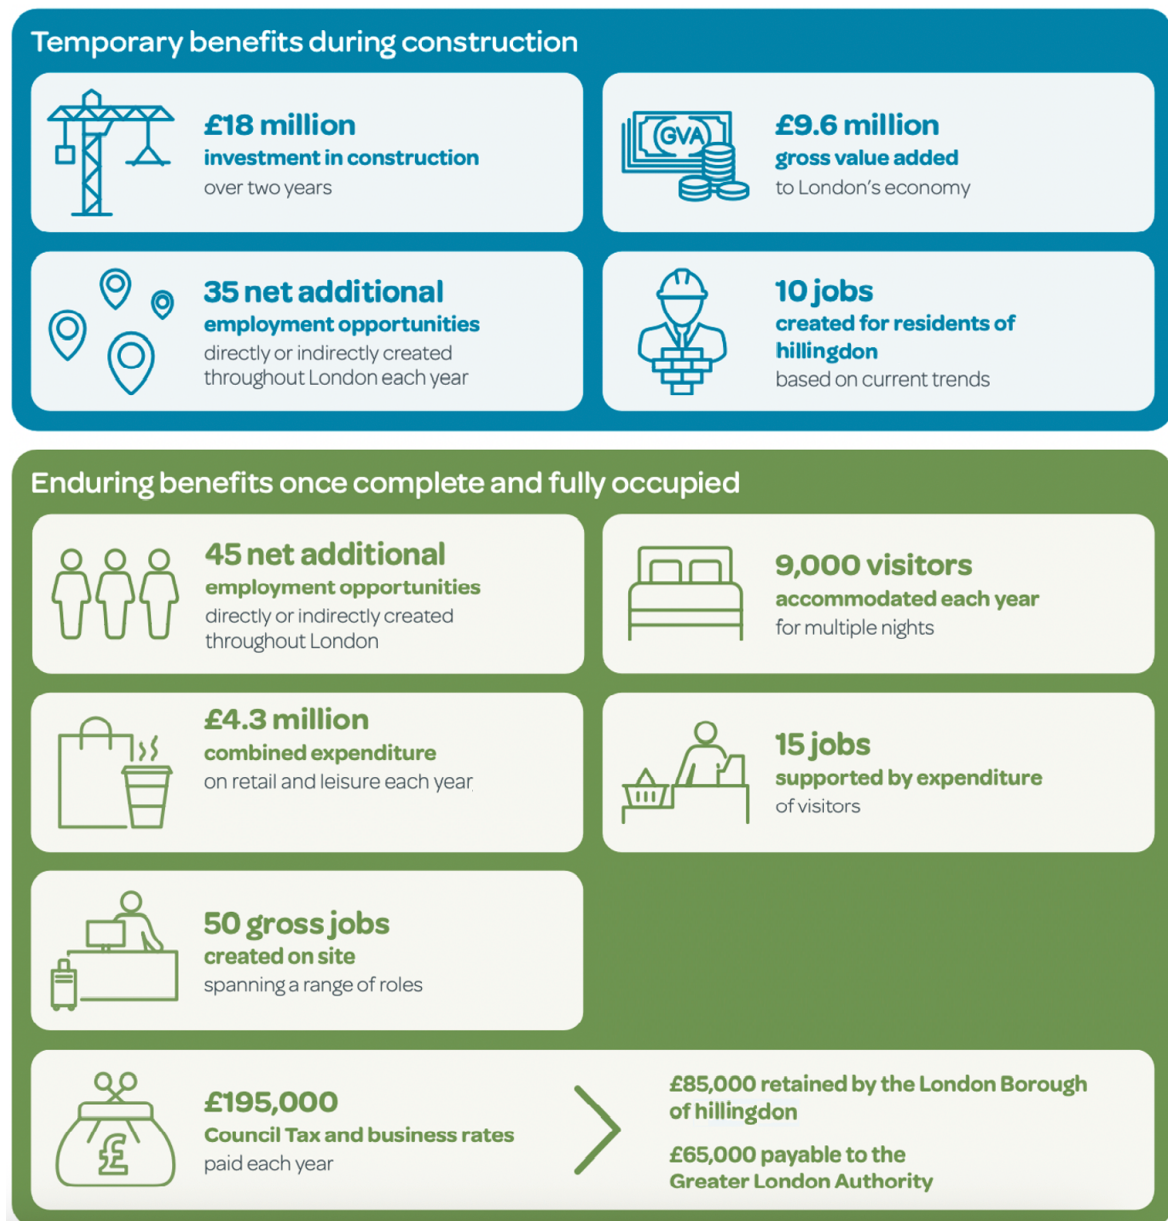 Temporary benefits during construction
£18 million
investment in construction
over two years
GVA
£9.6 million
gross value added
to London's economy
35 net additional
employment opportunities
directly or indirectly created
throughout London each year
10 jobs
created for residents of
hillingdon
based on current trends
Enduring benefits once complete and fully occupied
45 net additional
employment opportunities
directly or indirectly created
throughout London
9,000 visitors
accommodated each year
for multiple nights
£4.3 million
combined expenditure
on retail and leisure each year
15 jobs
supported by expenditure
of visitors
50 gross jobs
created on site
spanning a range of roles
£
£195,000
Council Tax and business rates
paid each year
£85,000 retained by the London Borough
of hillingdon
£65,000 payable to the
Greater London Authority